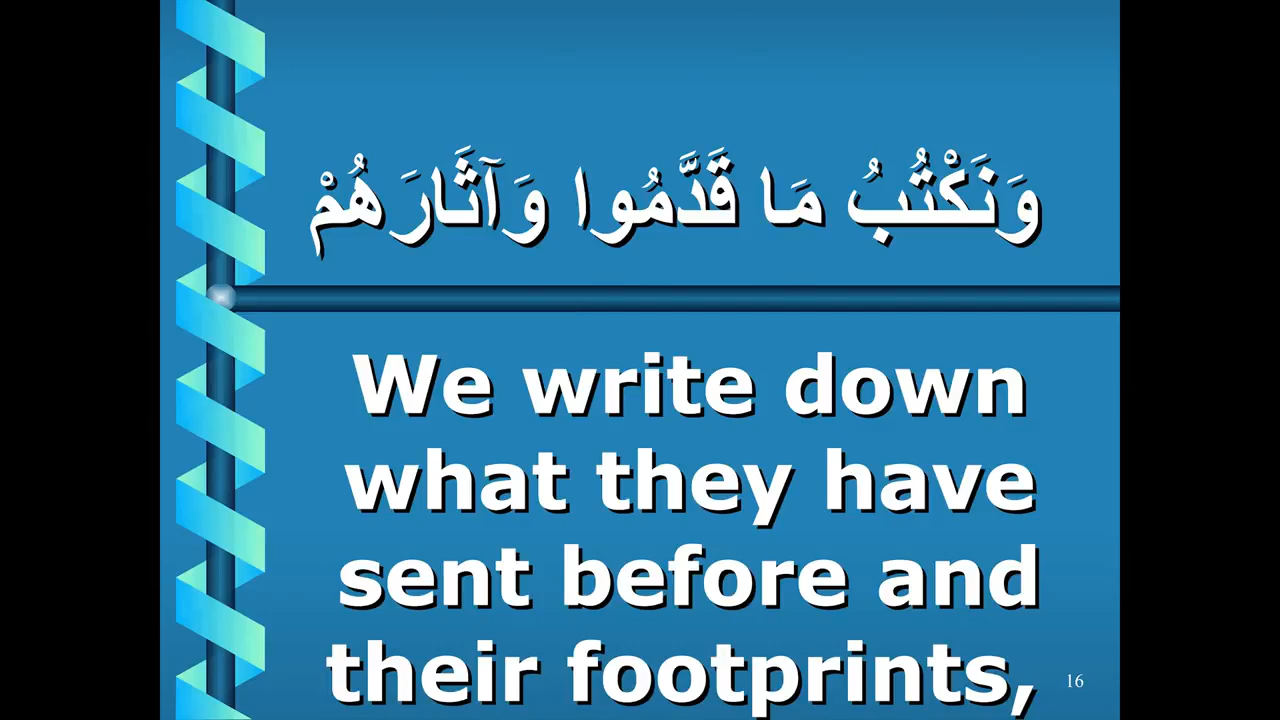 وَنَكْتُبُ مَا قَدَّمُوا وَآثَارَهُمْ
We write down
what they have
sent before and
their footprints,
16